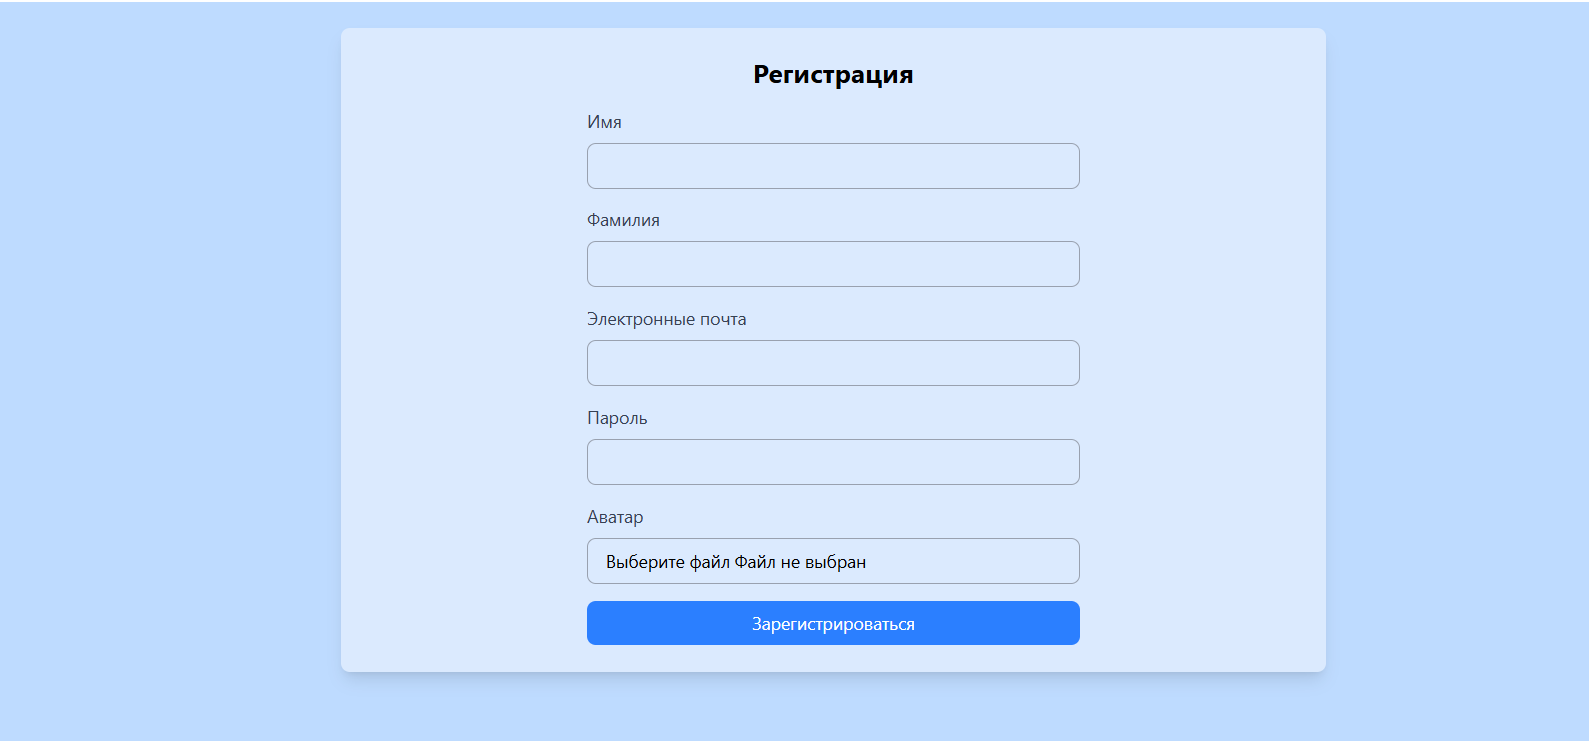 Регистрация
Имя
Фамилия
Электронные почта
Пароль
Аватар
Выберите файл Файл не выбран
Зарегистрироваться